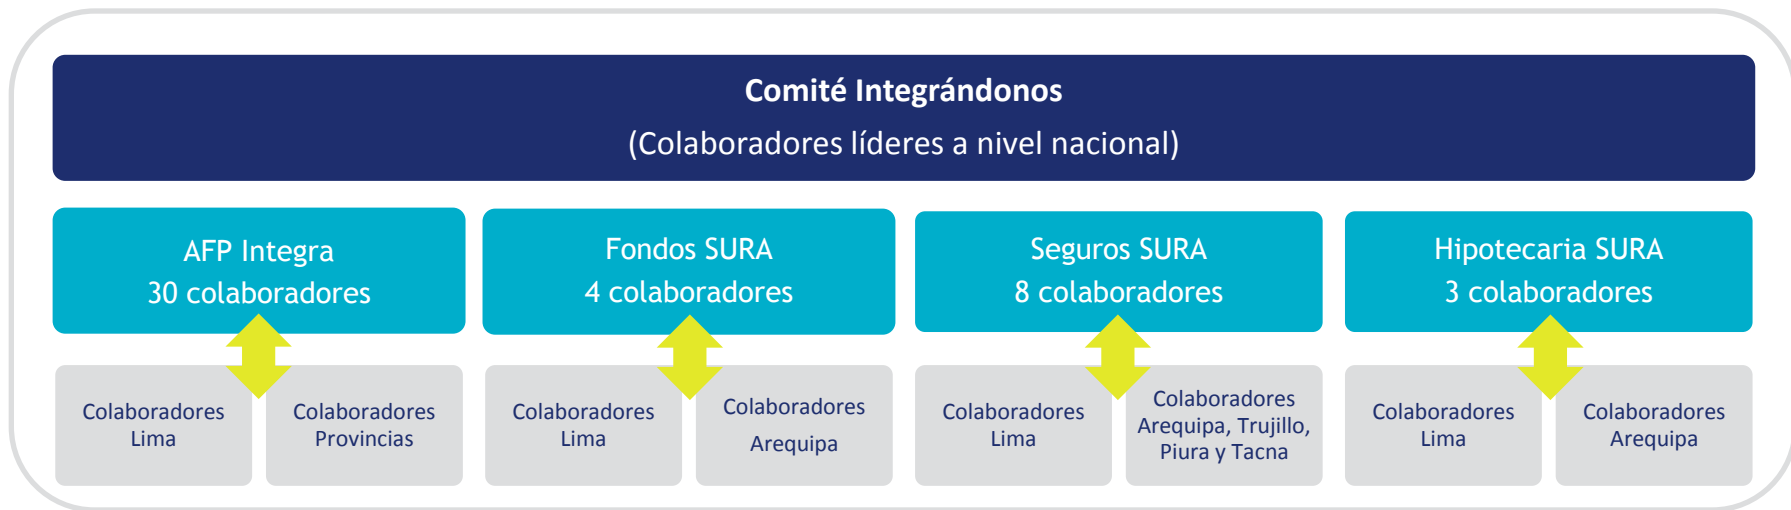 Comité Integrándonos
(Colaboradores líderes a nivel nacional)
AFP Integra
30 colaboradores
Fondos SURA
4 colaboradores
Seguros SURA
8 colaboradores
Hipotecaria SURA
3 colaboradores
Colaboradores
Lima
Colaboradores
Provincias
Colaboradores
Lima
Colaboradores
Arequipa
Colaboradores
Lima
Colaboradores
Arequipa, Trujillo,
Piura y Tacna
Colaboradores
Lima
Colaboradores
Arequipa